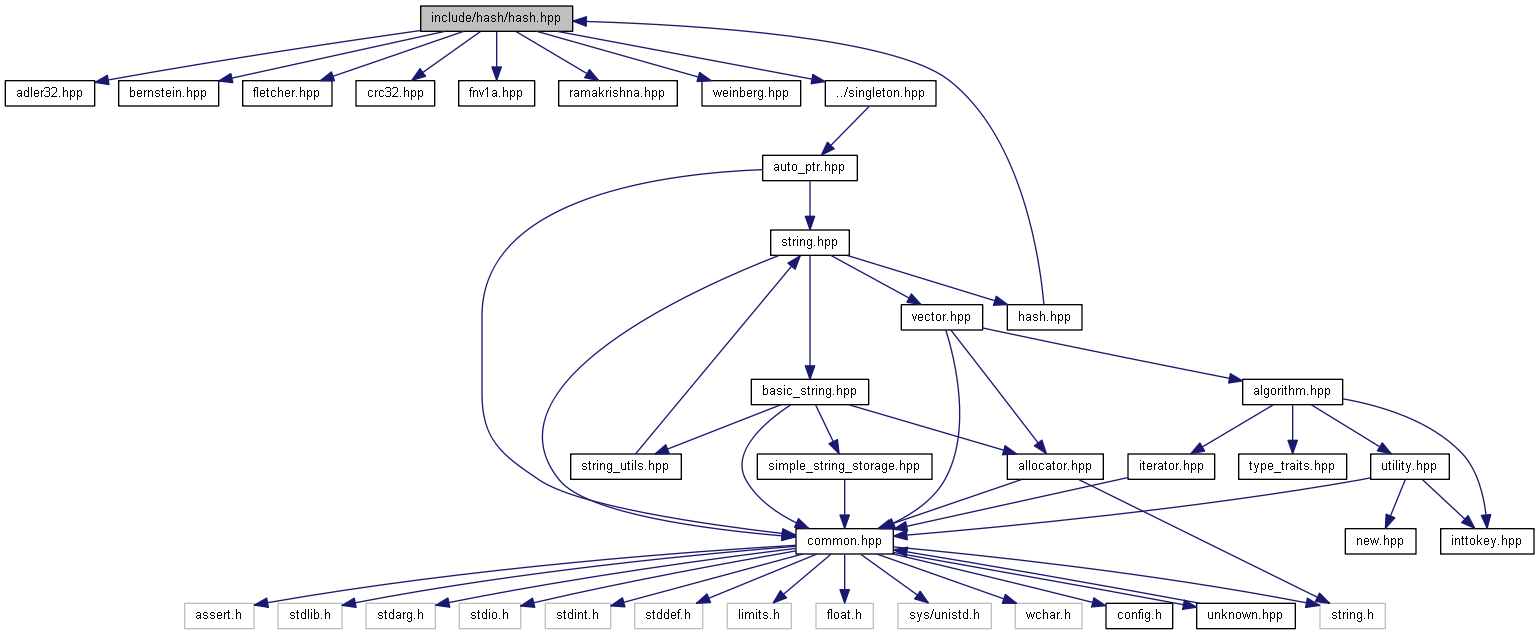 include/hash/hash.hpp
adler32.hpp
bernstein.hpp
fletcher.hpp
crc32.hpp
fnv1a.hpp
ramakrishna.hpp
weinberg.hpp
../singleton.hpp
auto_ptr.hpp
string.hpp
vector.hpp
hash.hpp
basic_string.hpp
algorithm.hpp
string_utils.hpp
simple_string_storage.hpp
allocator.hpp
iterator.hpp
type_traits.hpp
utility.hpp
common.hpp
new.hpp
inttokey.hpp
assert.h
stdlib.h
stdarg.h
stdio.h
stdint.h
stddef.h
limits.h
float.h
sys/unistd.h
wchar.h
config.h
unknown.hpp
string.h